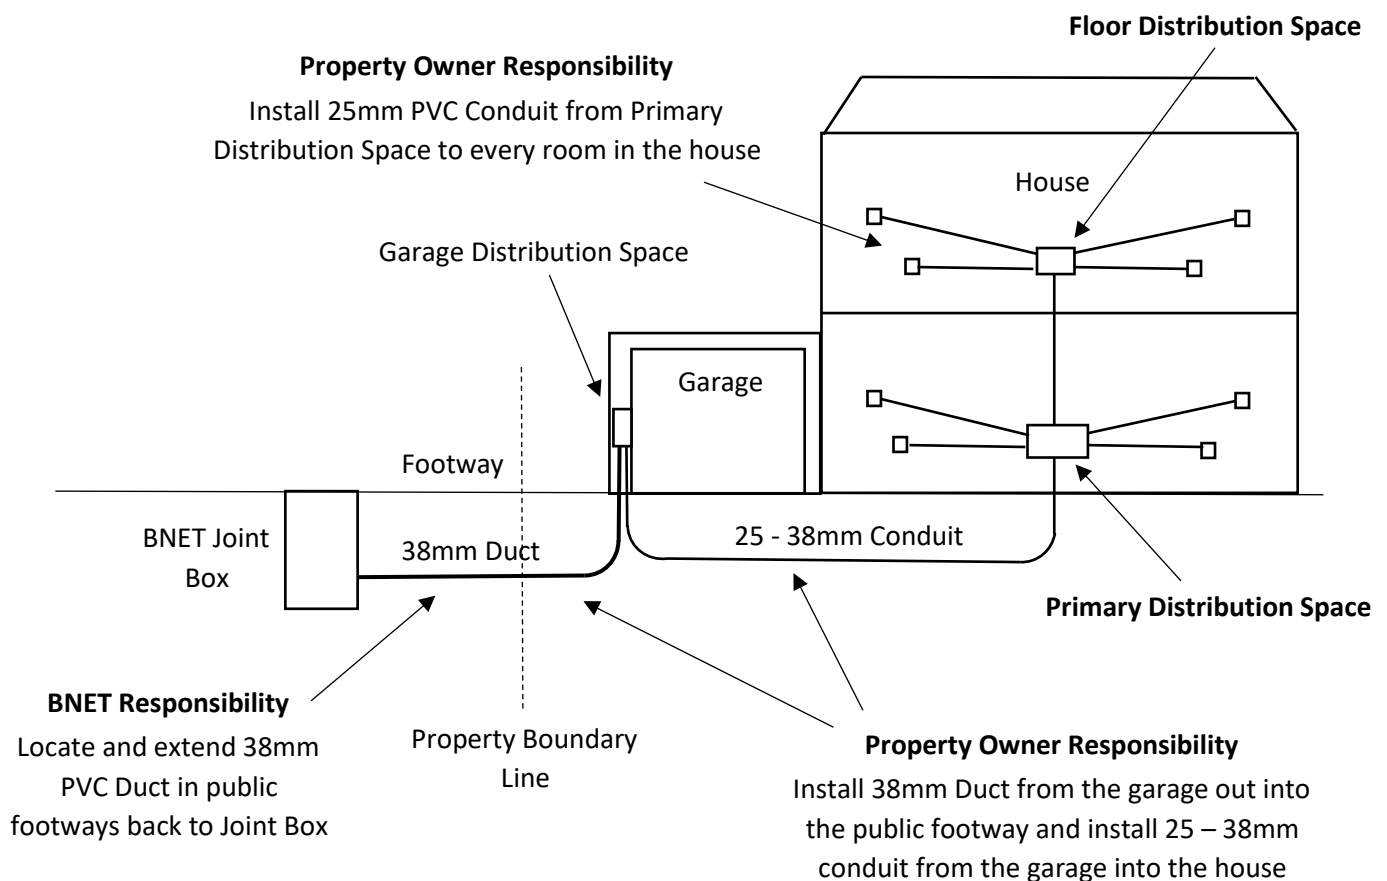 Floor Distribution Space
Property Owner Responsibility
Install 25mm PVC Conduit from Primary
Distribution Space to every room in the house
House
Garage Distribution Space
Garage
Footway
BNET Joint
Box
38mm Duct
25 - 38mm Conduit
Primary Distribution Space
BNET Responsibility
Locate and extend 38mm
PVC Duct in public
footways back to Joint Box
Property Boundary
Line
Property Owner Responsibility
Install 38mm Duct from the garage out into
the public footway and install 25 – 38mm
conduit from the garage into the house